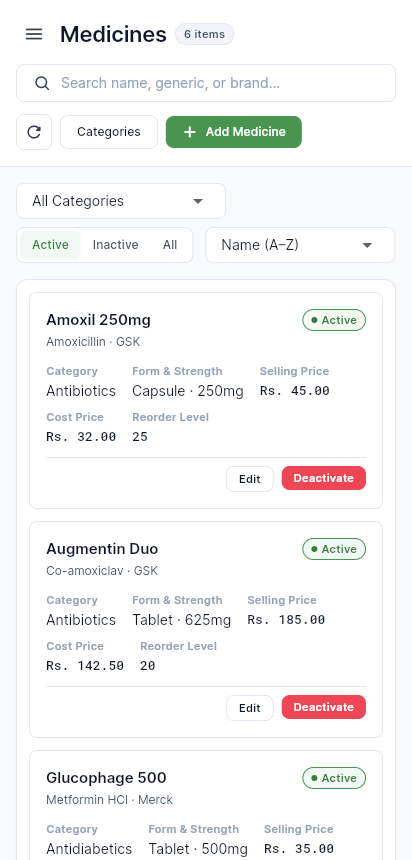 Medicines 6 items
Search name, generic, or brand...
Categories + Add Medicine
All Categories
Active Inactive All Name (A–Z)
Amoxil 250mg Active
Amoxicillin · GSK
Category Form & Strength Selling Price
Antibiotics Capsule · 250mg Rs. 45.00
Cost Price Reorder Level
Rs. 32.00 25
Edit Deactivate
Augmentin Duo Active
Co-amoxiclav · GSK
Category Form & Strength Selling Price
Antibiotics Tablet · 625mg Rs. 185.00
Cost Price Reorder Level
Rs. 142.50 20
Edit Deactivate
Glucophage 500 Active
Metformin HCl · Merck
Category Form & Strength Selling Price
Antidiabetics Tablet · 500mg Rs. 35.00